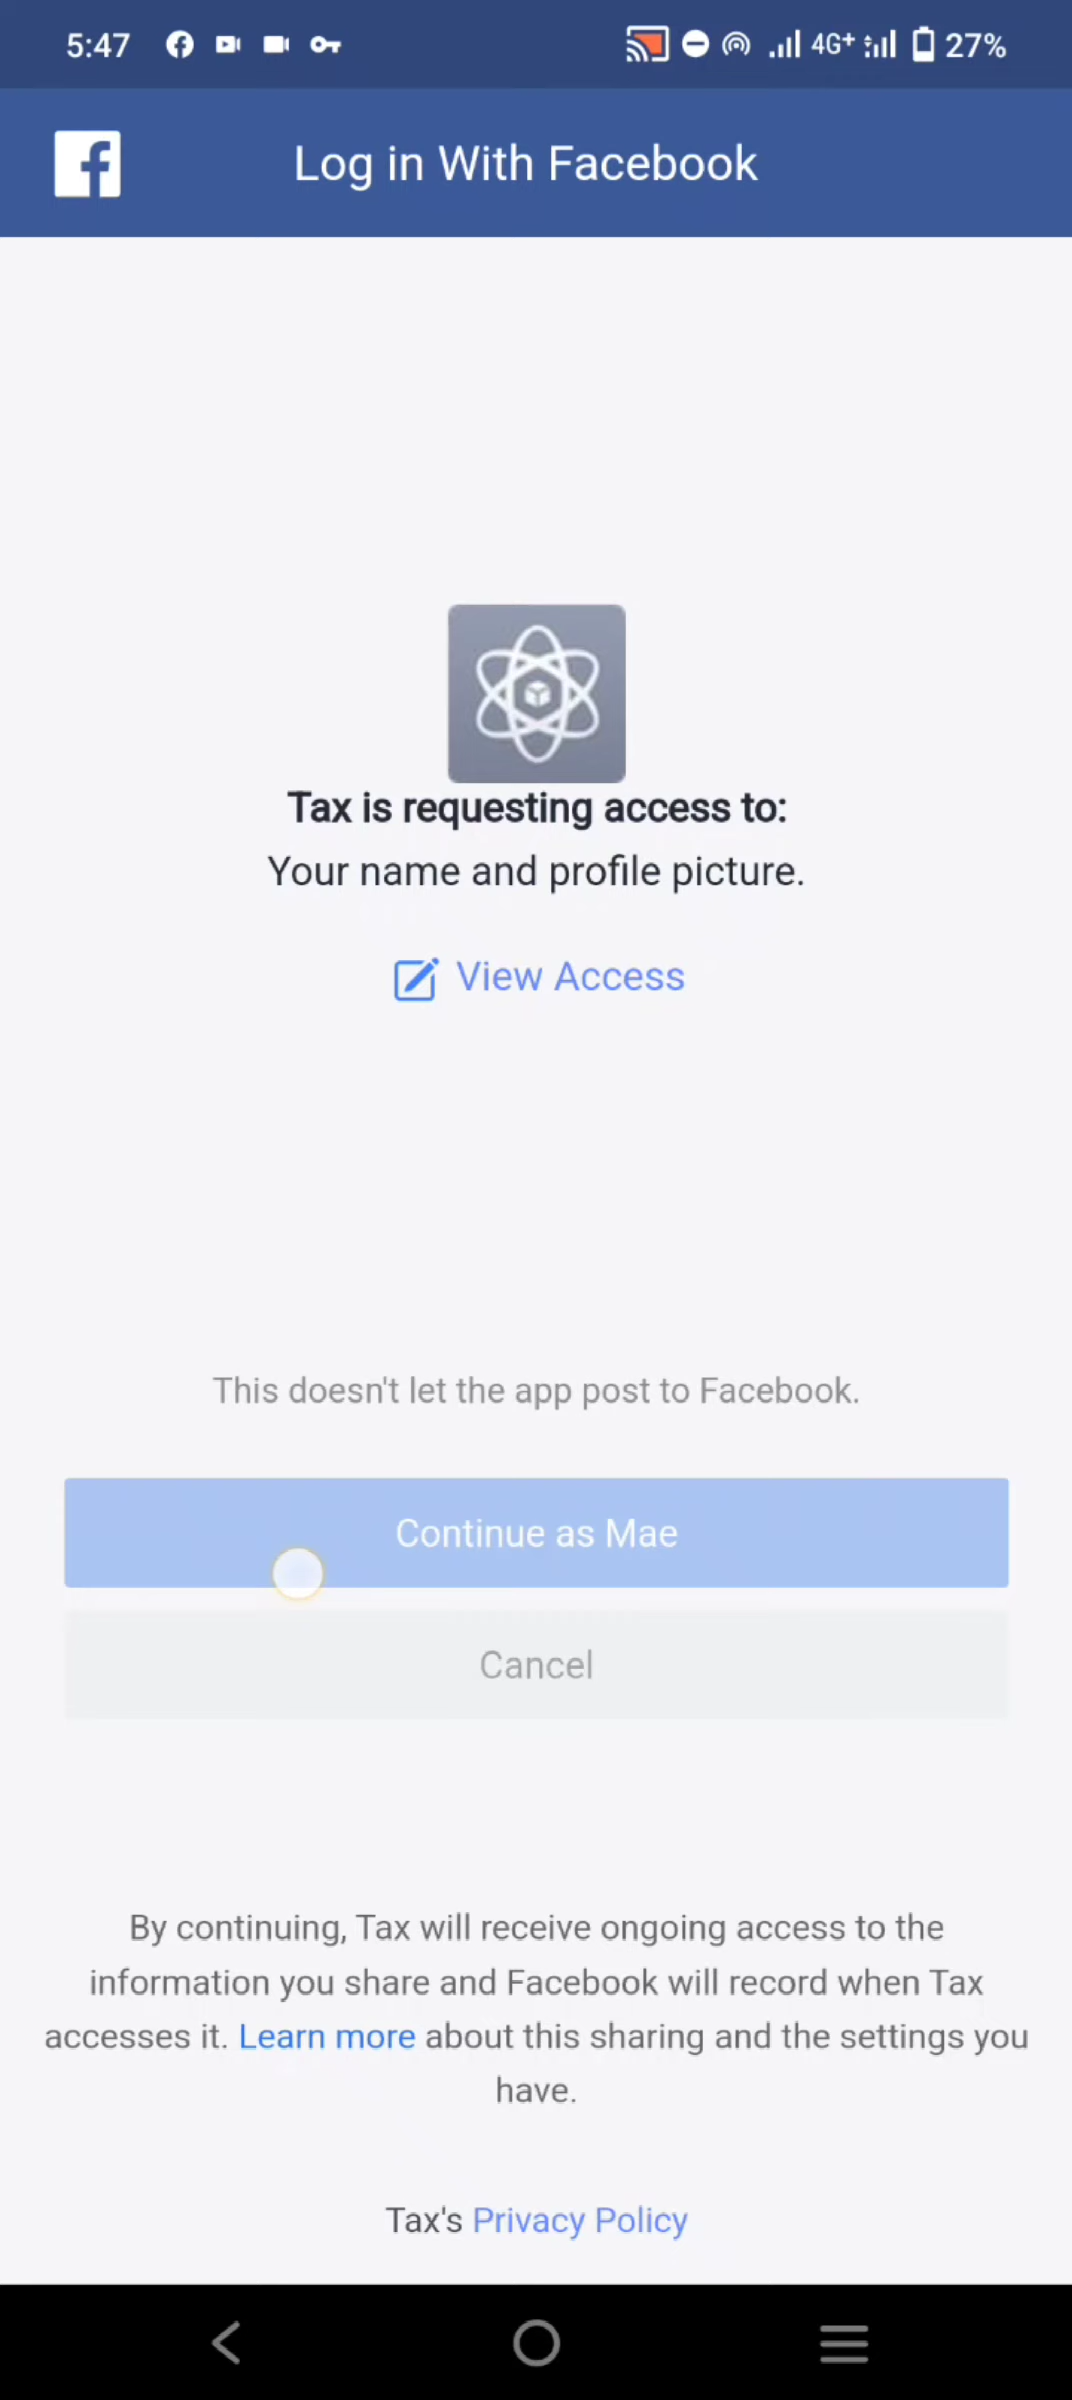 5:47 4G+ 27%
Log in With Facebook
Tax is requesting access to:
Your name and profile picture.
View Access
This doesn't let the app post to Facebook.
Continue as Mae
Cancel
By continuing, Tax will receive ongoing access to the
information you share and Facebook will record when Tax
accesses it. Learn more about this sharing and the settings you
have.
Tax's Privacy Policy